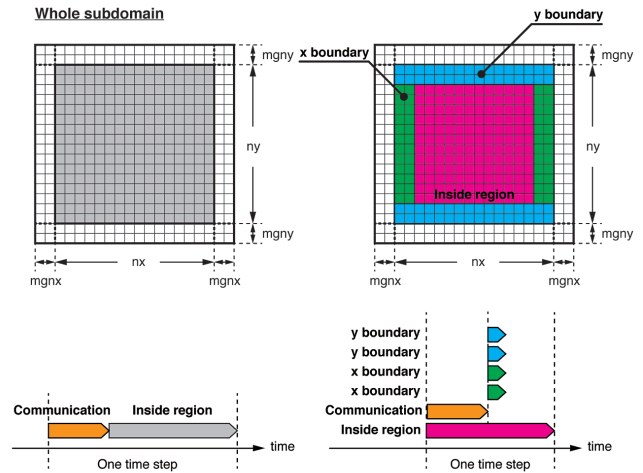 Whole subdomain
mgny
ny
mgny
nx
mgnx
mgnx
y boundary
x boundary
mgny
ny
Inside region
mgny
nx
mgnx
mgnx
Communication
Inside region
time
One time step
y boundary
y boundary
x boundary
x boundary
Communication
Inside region
time
One time step